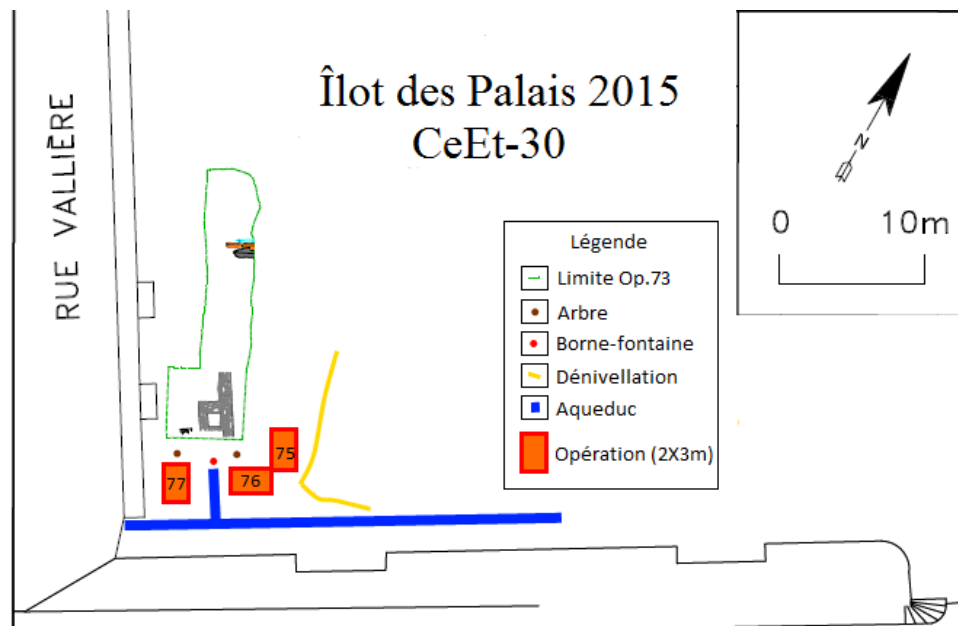 Îlot des Palais 2015
CeEt-30
RUE VALLIÈRE
N
0 10m
Légende
Limite Op.73
Arbre
Borne-fontaine
Dénivellation
Aqueduc
Opération (2X3m)
75
76
77